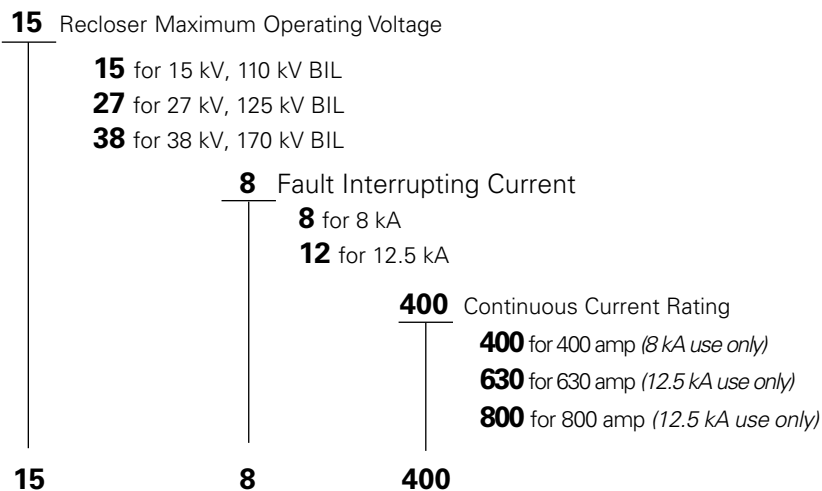 15 Recloser Maximum Operating Voltage
15 for 15 kV, 110 kV BIL
27 for 27 kV, 125 kV BIL
38 for 38 kV, 170 kV BIL
8 Fault Interrupting Current
8 for 8 kA
12 for 12.5 kA
400 Continuous Current Rating
400 for 400 amp (8 kA use only)
630 for 630 amp (12.5 kA use only)
800 for 800 amp (12.5 kA use only)
15 8 400